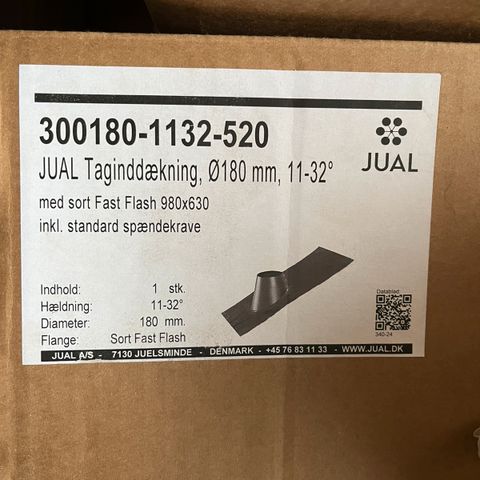 300180-1132-520
JUAL
JUAL Taginddækning, Ø180 mm, 11-32°
med sort Fast Flash 980x630
inkl. standard spændekrave
Indhold: 1 stk.
Hældning: 11-32°
Diameter: 180 mm.
Flange: Sort Fast Flash
Datablad:
340-24
JUAL A/S - 7130 JUELSMINDE - DENMARK - +45 76 83 11 33 - WWW.JUAL.DK